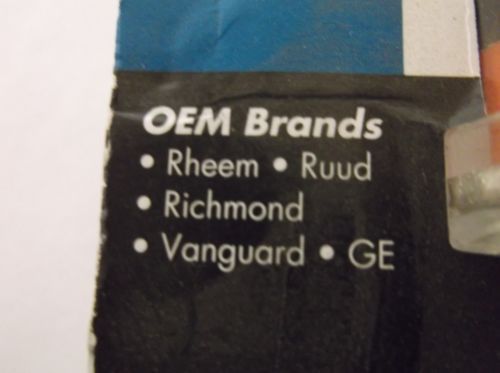 OEM Brands
• Rheem • Ruud
• Richmond
• Vanguard • GE